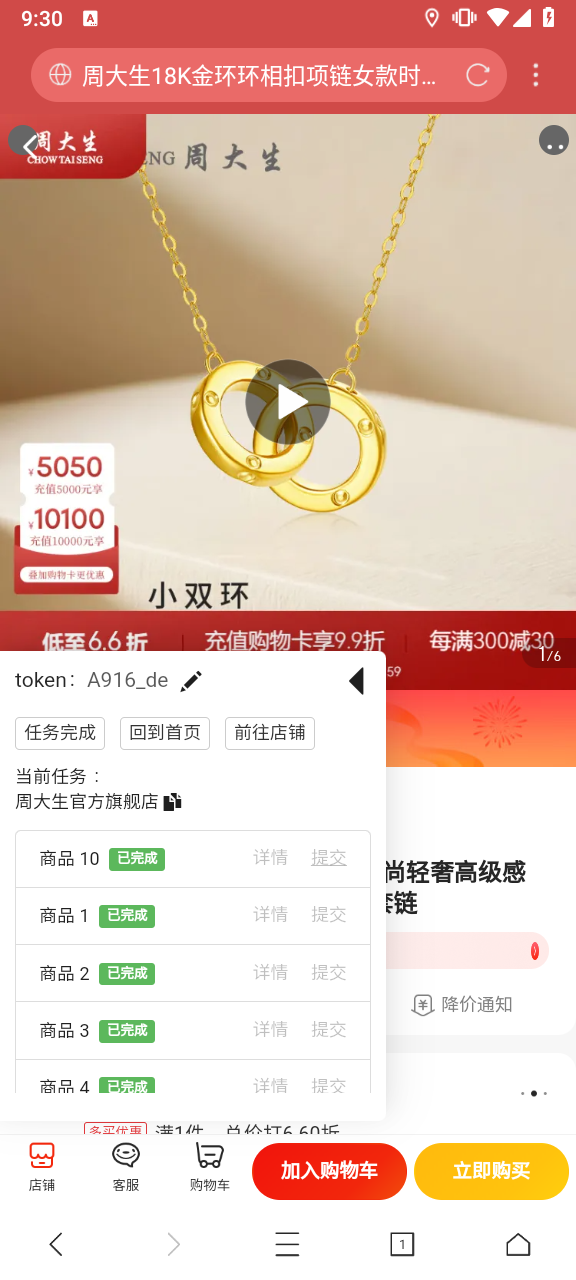 9:30
A
周大生18K金环环相扣项链女款时...
周大生
CHOW TAI SENG
ENG 周大生
¥5050
充值5000元享
¥10100
充值10000元享
叠加购物卡更优惠
小双环
低至6.6折
充值购物卡享9.9折
每满300减30
1/6
59
token: A916_de
任务完成
回到首页
前往店铺
当前任务：
周大生官方旗舰店
商品 10 已完成 详情 提交
商品 1 已完成 详情 提交
商品 2 已完成 详情 提交
商品 3 已完成 详情 提交
商品 4 已完成 详情 提交
尚轻奢高级感
套链
降价通知
多买优惠 满1件，总价打6.60折
店铺
客服
购物车
加入购物车
立即购买
1